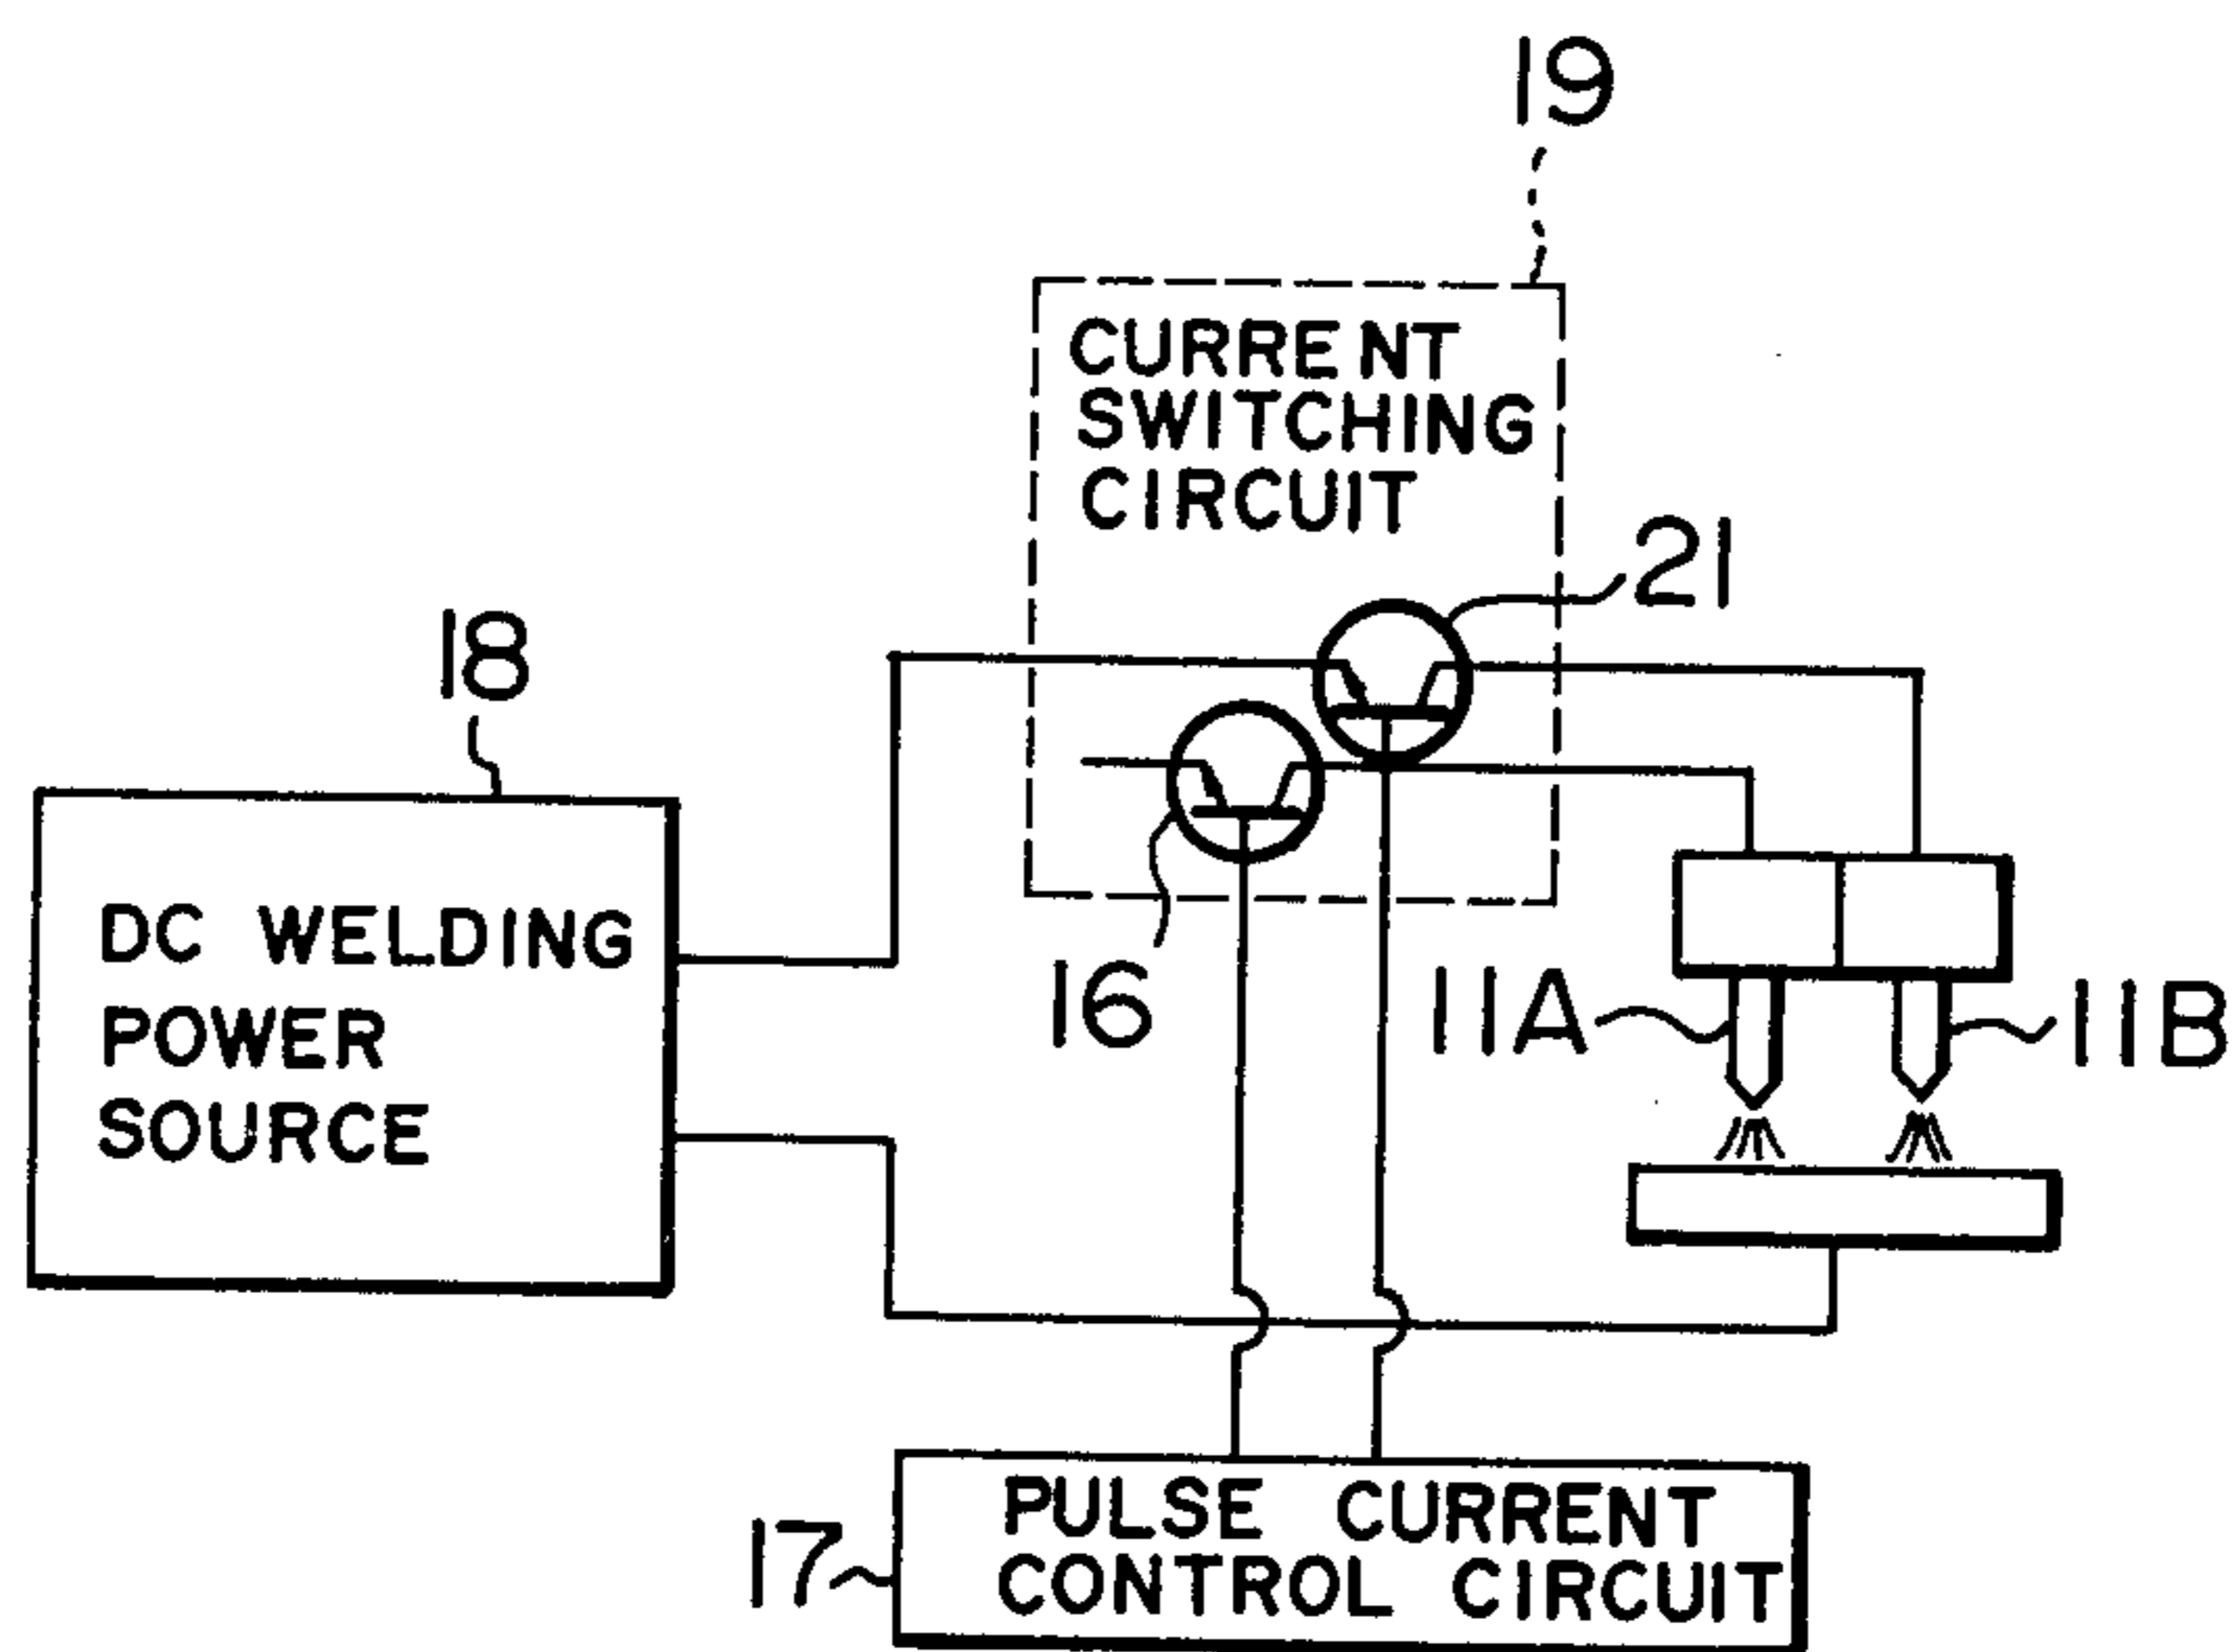 19
CURRENT
SWITCHING
CIRCUIT
21
18
DC WELDING
POWER
SOURCE
16
11A
11B
17
PULSE CURRENT
CONTROL CIRCUIT